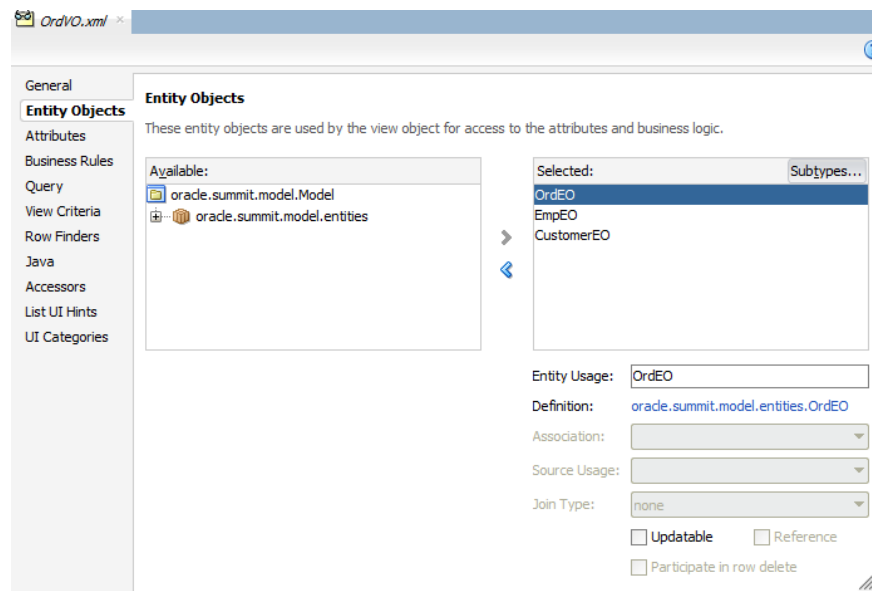 OrdVO.xml
General
Entity Objects
Attributes
Business Rules
Query
View Criteria
Row Finders
Java
Accessors
List UI Hints
UI Categories
Entity Objects
These entity objects are used by the view object for access to the attributes and business logic.
Available:
oracle.summit.model.Model
oracle.summit.model.entities
Selected:
Subtypes...
OrdEO
EmpEO
CustomerEO
Entity Usage: OrdEO
Definition: oracle.summit.model.entities.OrdEO
Association:
Source Usage:
Join Type: none
Updatable Reference
Participate in row delete